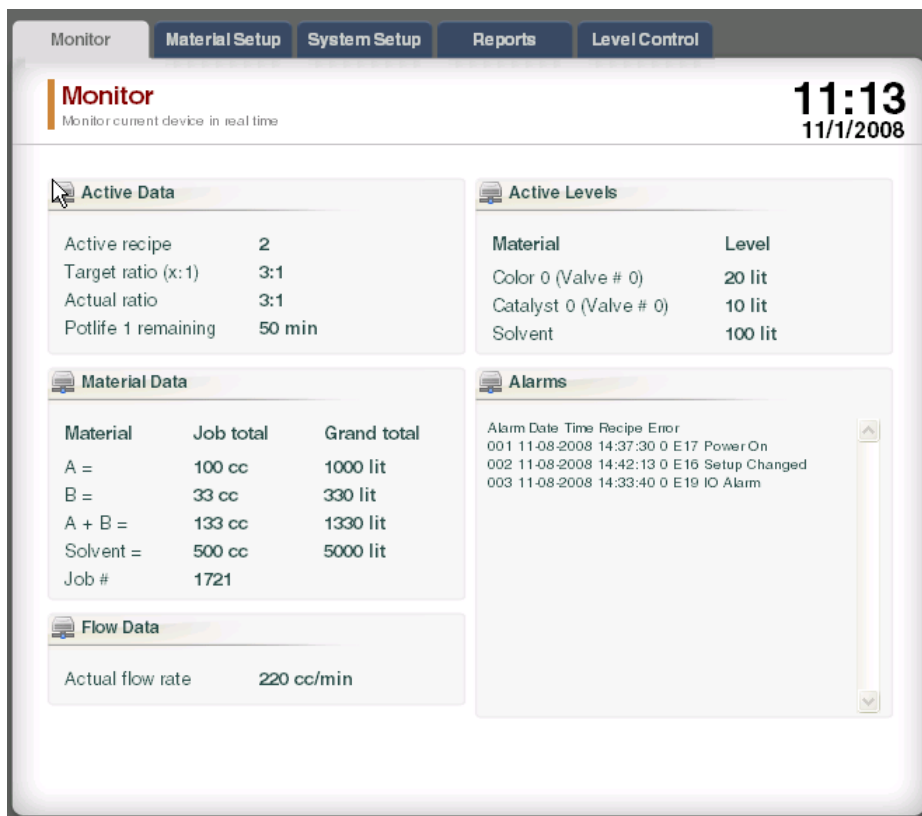 Monitor
Material Setup
System Setup
Reports
Level Control
Monitor
Monitor current device in real time
11:13
11/1/2008
Active Data
Active recipe 2
Target ratio (x:1) 3:1
Actual ratio 3:1
Potlife 1 remaining 50 min
Active Levels
Material Level
Color 0 (Valve # 0) 20 lit
Catalyst 0 (Valve # 0) 10 lit
Solvent 100 lit
Material Data
Material Job total Grand total
A = 100 cc 1000 lit
B = 33 cc 330 lit
A + B = 133 cc 1330 lit
Solvent = 500 cc 5000 lit
Job # 1721
Alarms
Alarm Date Time Recipe Error
001 11-08-2008 14:37:30 0 E17 Power On
002 11-08-2008 14:42:13 0 E16 Setup Changed
003 11-08-2008 14:33:40 0 E19 IO Alarm
Flow Data
Actual flow rate 220 cc/min